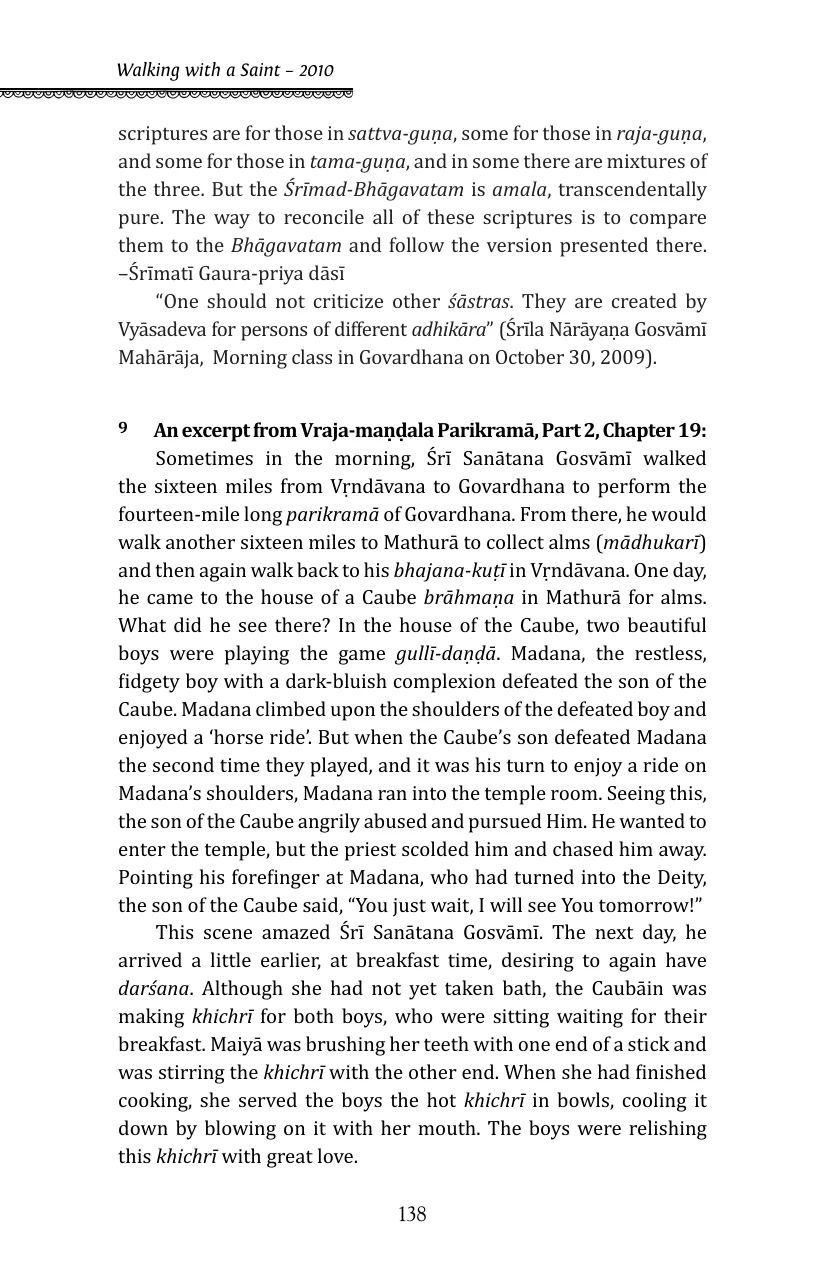 Walking with a Saint – 2010
scriptures are for those in sattva-guṇa, some for those in raja-guṇa,
and some for those in tama-guṇa, and in some there are mixtures of
the three. But the Śrīmad-Bhāgavatam is amala, transcendentally
pure. The way to reconcile all of these scriptures is to compare
them to the Bhāgavatam and follow the version presented there.
–Śrīmatī Gaura-priya dāsī
“One should not criticize other śāstras. They are created by
Vyāsadeva for persons of different adhikāra” (Śrīla Nārāyaṇa Gosvāmī
Mahārāja, Morning class in Govardhana on October 30, 2009).
9 An excerpt from Vraja-maṇḍala Parikramā, Part 2, Chapter 19:
Sometimes in the morning, Śrī Sanātana Gosvāmī walked
the sixteen miles from Vṛndāvana to Govardhana to perform the
fourteen-mile long parikramā of Govardhana. From there, he would
walk another sixteen miles to Mathurā to collect alms (mādhukarī)
and then again walk back to his bhajana-kuṭī in Vṛndāvana. One day,
he came to the house of a Caube brāhmaṇa in Mathurā for alms.
What did he see there? In the house of the Caube, two beautiful
boys were playing the game gullī-daṇḍā. Madana, the restless,
fidgety boy with a dark-bluish complexion defeated the son of the
Caube. Madana climbed upon the shoulders of the defeated boy and
enjoyed a ‘horse ride’. But when the Caube’s son defeated Madana
the second time they played, and it was his turn to enjoy a ride on
Madana’s shoulders, Madana ran into the temple room. Seeing this,
the son of the Caube angrily abused and pursued Him. He wanted to
enter the temple, but the priest scolded him and chased him away.
Pointing his forefinger at Madana, who had turned into the Deity,
the son of the Caube said, “You just wait, I will see You tomorrow!”
This scene amazed Śrī Sanātana Gosvāmī. The next day, he
arrived a little earlier, at breakfast time, desiring to again have
darśana. Although she had not yet taken bath, the Caubāin was
making khichrī for both boys, who were sitting waiting for their
breakfast. Maiyā was brushing her teeth with one end of a stick and
was stirring the khichrī with the other end. When she had finished
cooking, she served the boys the hot khichrī in bowls, cooling it
down by blowing on it with her mouth. The boys were relishing
this khichrī with great love.
138